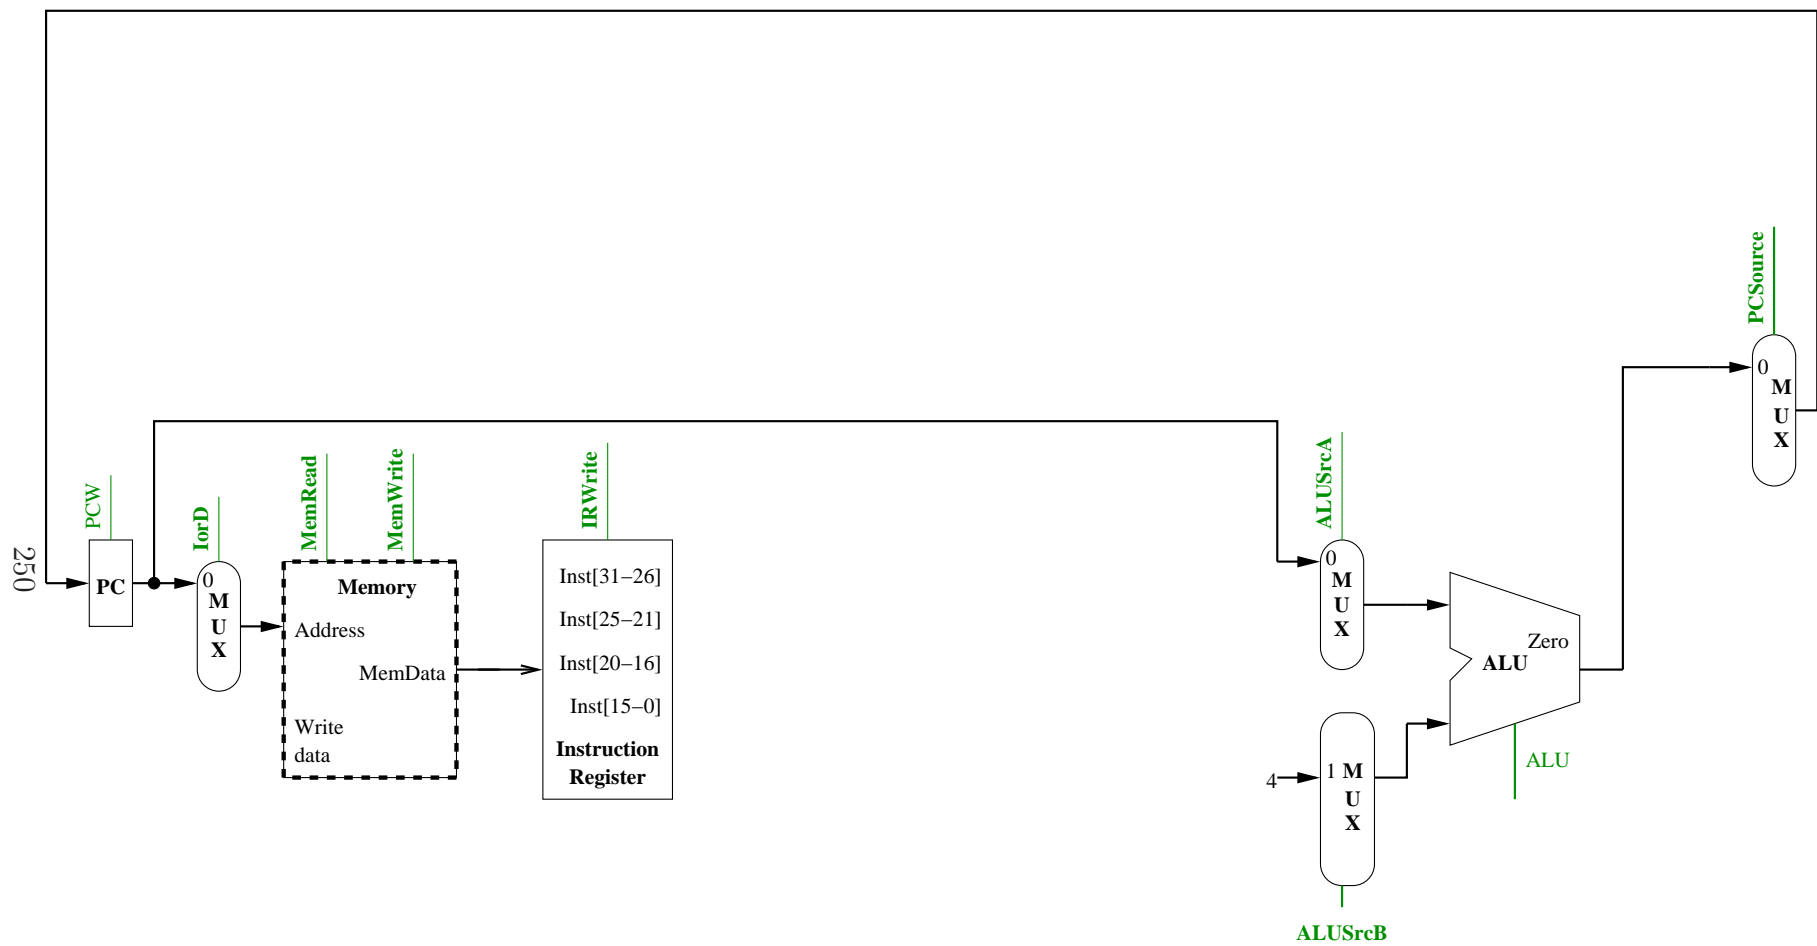 PCSource
ALUSrcA
MemRead
MemWrite
IRWrite
PCW
IorD
250
PC
0
M
U
X
Memory
Address
MemData
Write
data
Inst[31–26]
Inst[25–21]
Inst[20–16]
Inst[15–0]
Instruction
Register
0
M
U
X
4
1 M
U
X
ALUSrcB
Zero
ALU
ALU
0
M
U
X